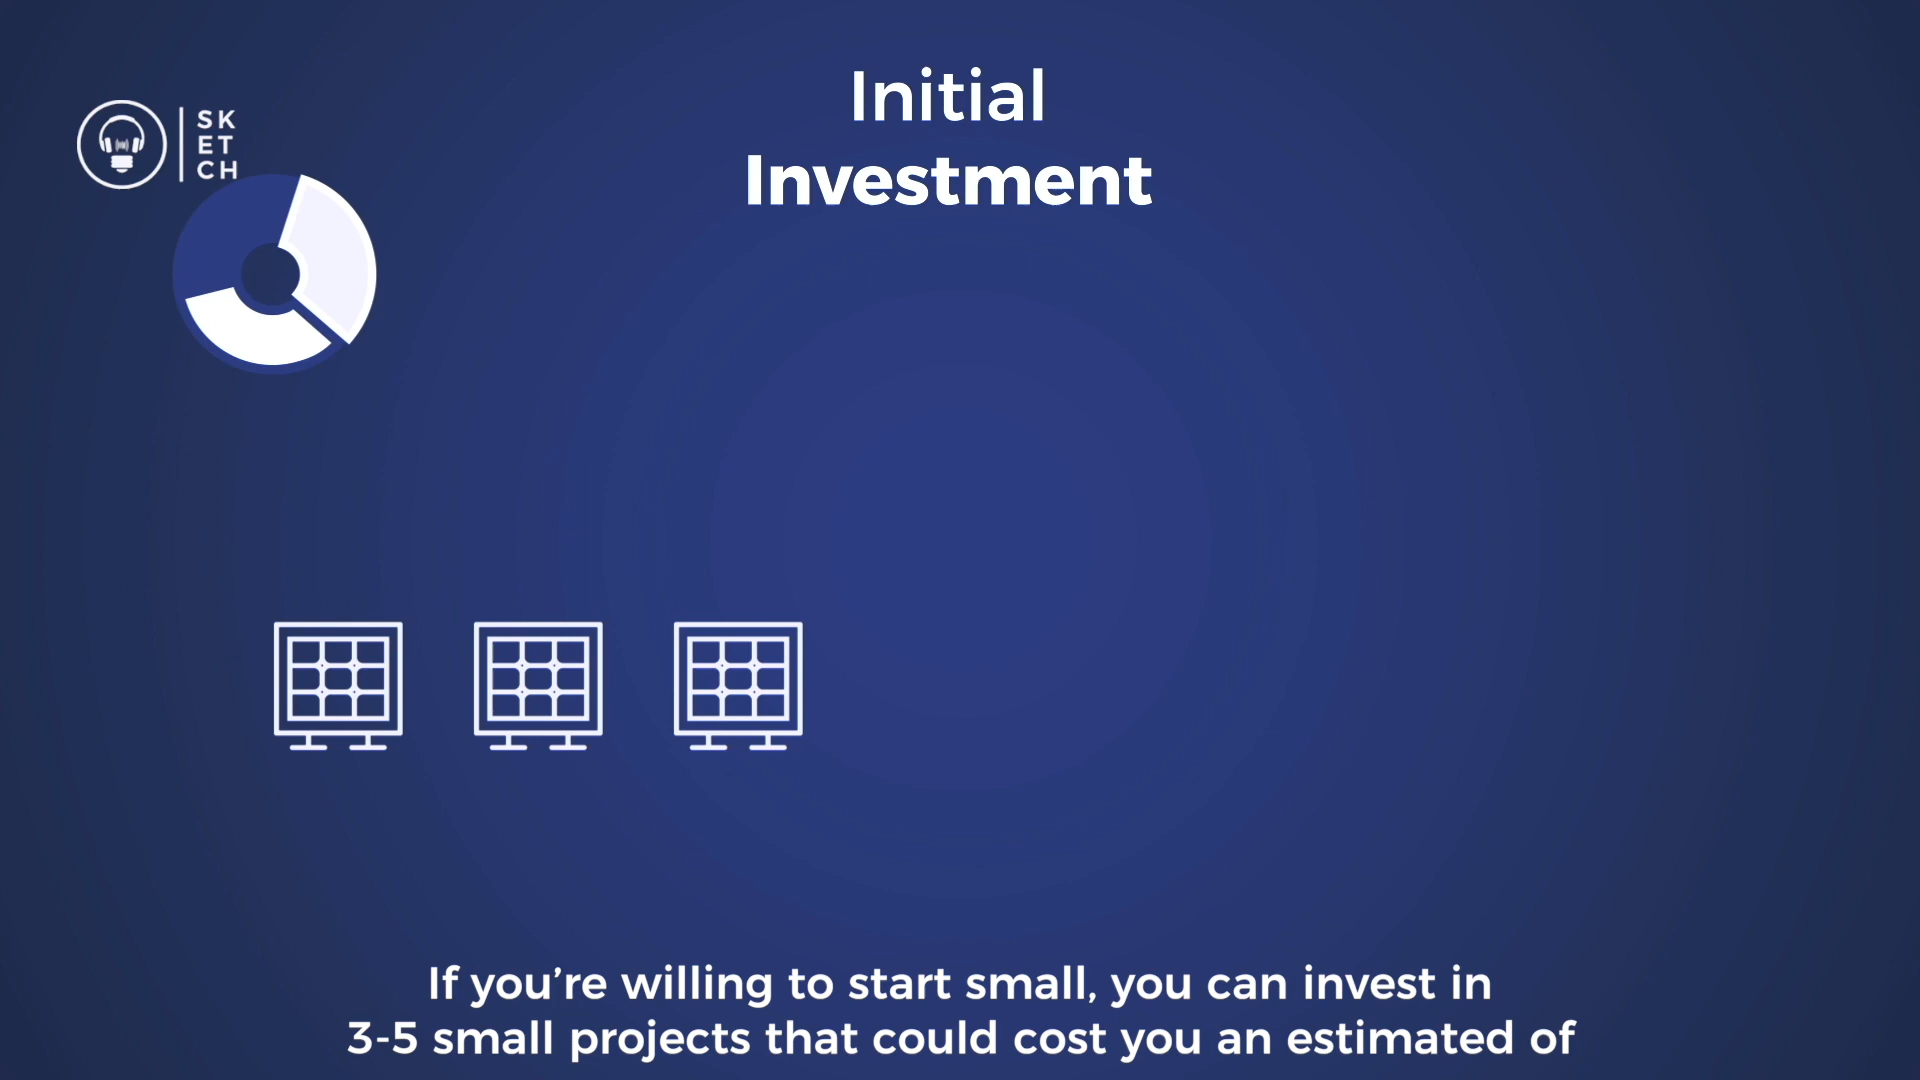 Initial
Investment
SK
ET
CH
If you’re willing to start small, you can invest in
3-5 small projects that could cost you an estimated of